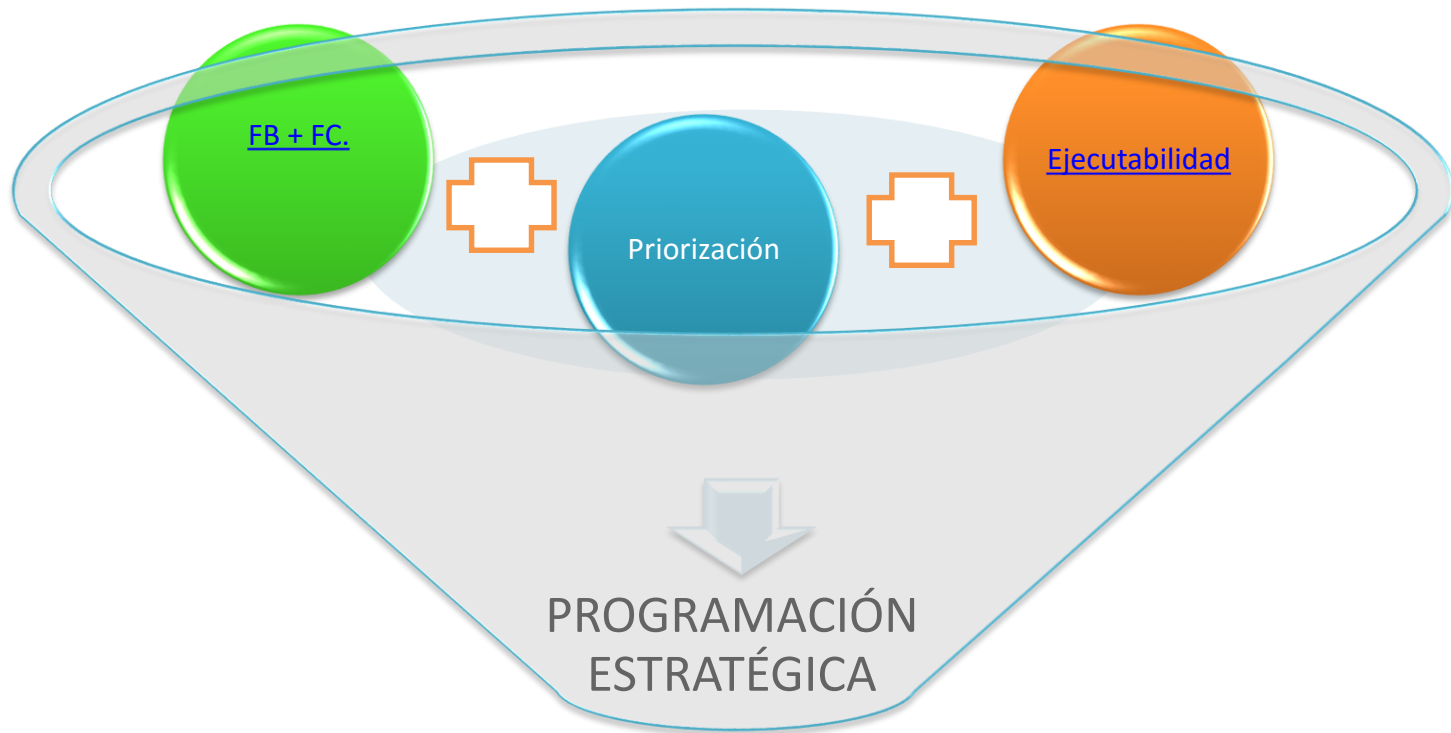 FB + FC.
Priorización
Ejecutabilidad
PROGRAMACIÓN
ESTRATÉGICA